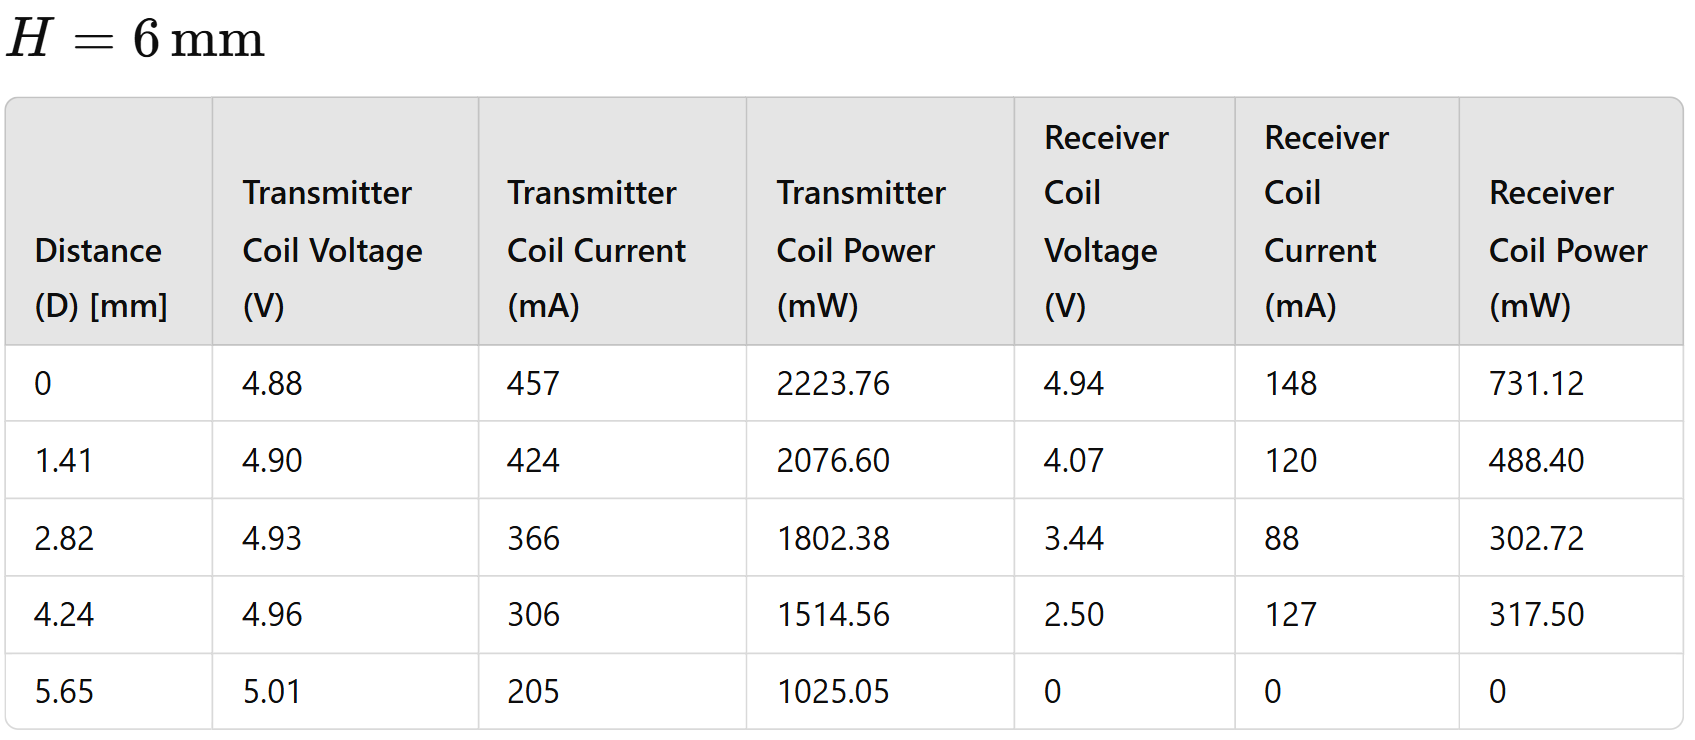 H = 6 mm
Distance (D) [mm] Transmitter Coil Voltage (V) Transmitter Coil Current (mA) Transmitter Coil Power (mW) Receiver Coil Voltage (V) Receiver Coil Current (mA) Receiver Coil Power (mW)
0 4.88 457 2223.76 4.94 148 731.12
1.41 4.90 424 2076.60 4.07 120 488.40
2.82 4.93 366 1802.38 3.44 88 302.72
4.24 4.96 306 1514.56 2.50 127 317.50
5.65 5.01 205 1025.05 0 0 0